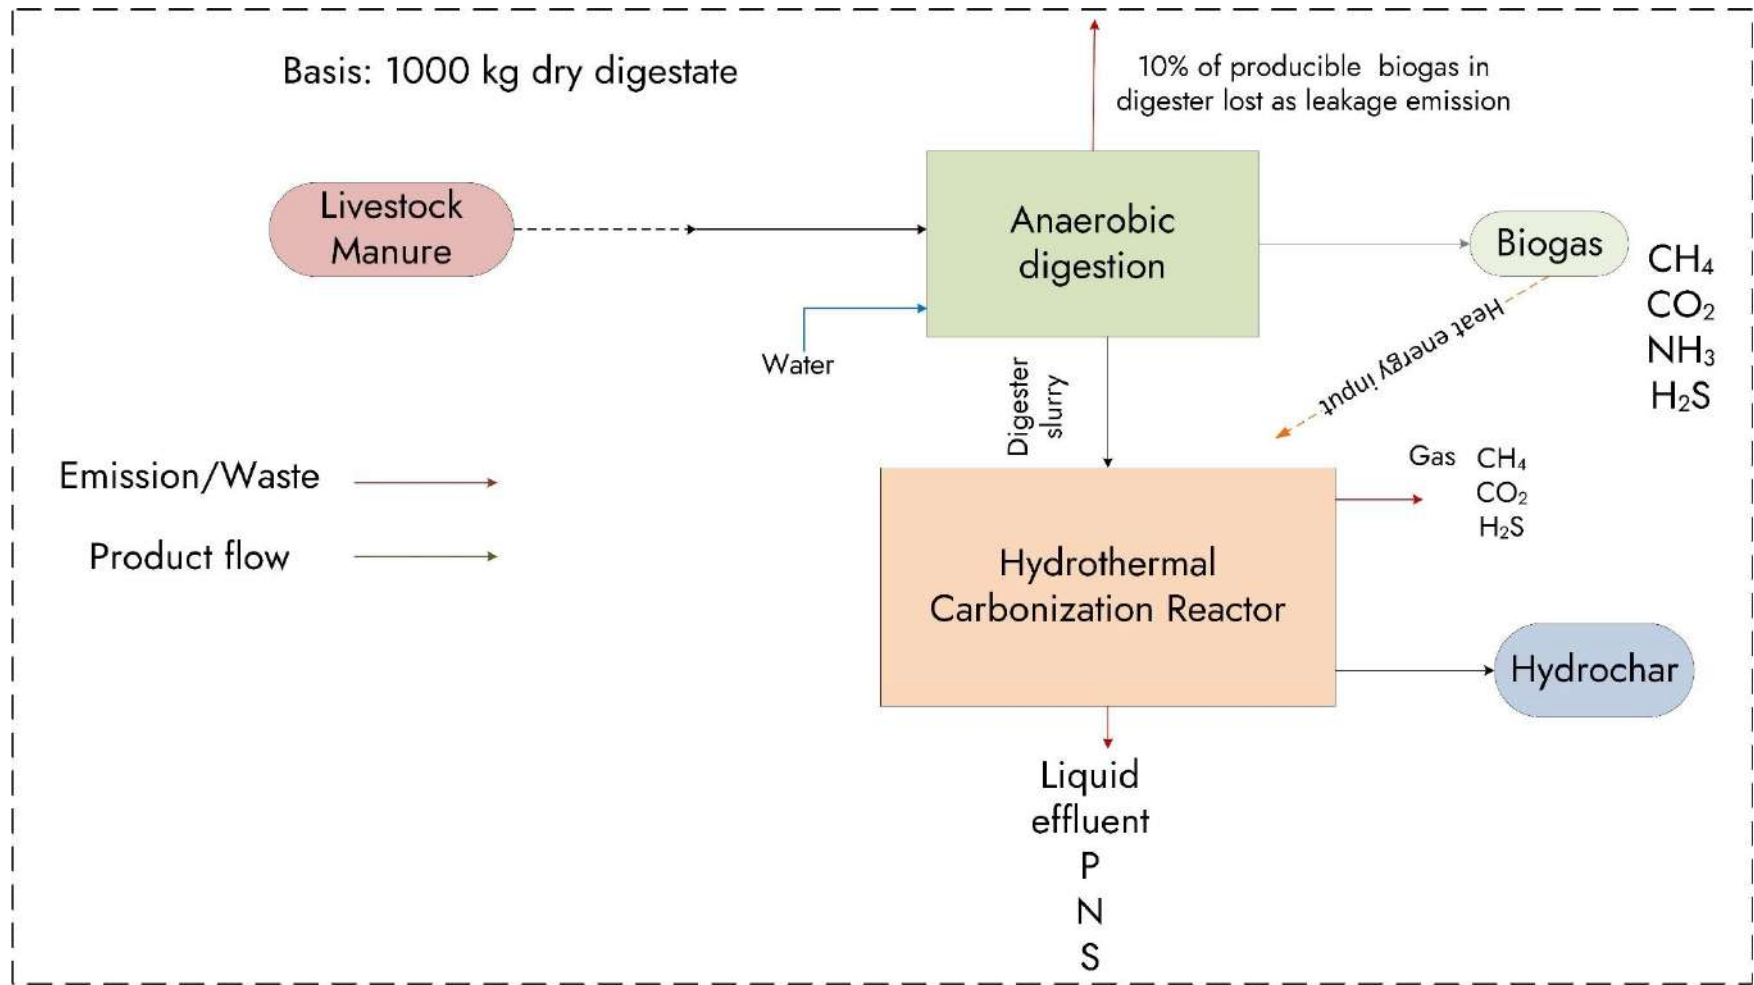 Basis: 1000 kg dry digestate
10% of producible biogas in
digester lost as leakage emission
Livestock
Manure
Anaerobic
digestion
Biogas
CH₄
CO₂
NH₃
H₂S
Water
Heat energy input
Digester
slurry
Emission/Waste
Product flow
Gas
CH₄
CO₂
H₂S
Hydrothermal
Carbonization Reactor
Hydrochar
Liquid
effluent
P
N
S